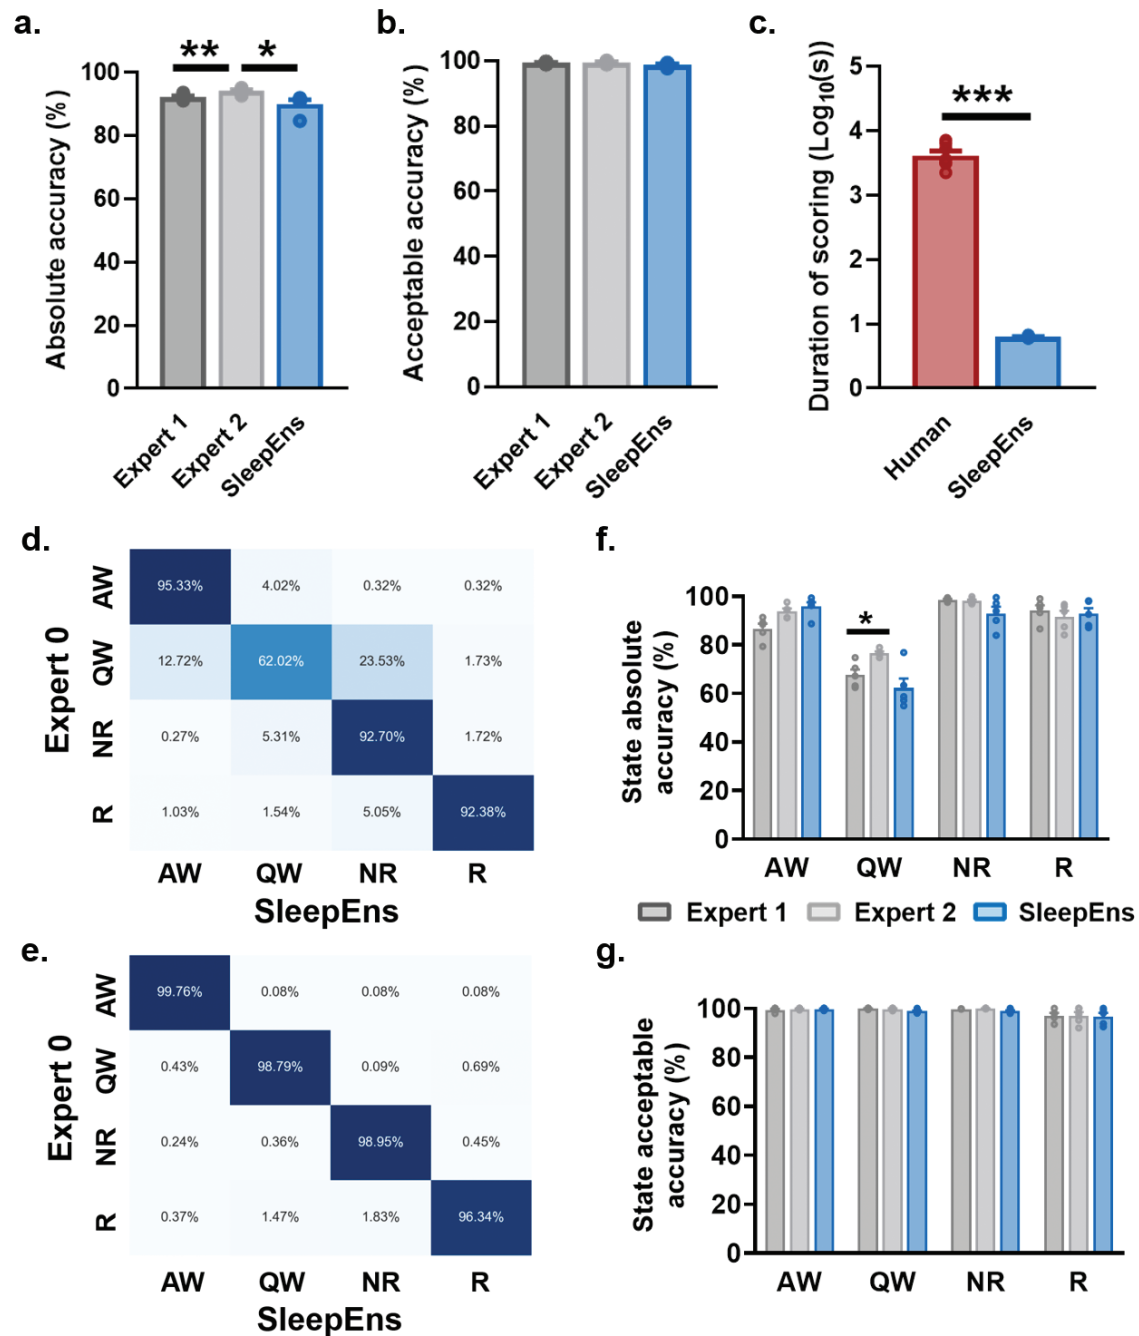 a.
**
*
Absolute accuracy (%)
100
80
60
40
20
0
Expert 1
Expert 2
SleepEns
b.
Acceptable accuracy (%)
100
80
60
40
20
0
Expert 1
Expert 2
SleepEns
c.
***
Duration of scoring (Log10(s))
5
4
3
2
1
0
Human
SleepEns
d.
Expert 0
AW 95.33% 4.02% 0.32% 0.32%
QW 12.72% 62.02% 23.53% 1.73%
NR 0.27% 5.31% 92.70% 1.72%
R 1.03% 1.54% 5.05% 92.38%
AW QW NR R
SleepEns
f.
*
State absolute
accuracy (%)
100
80
60
40
20
0
AW QW NR R
Expert 1 Expert 2 SleepEns
e.
Expert 0
AW 99.76% 0.08% 0.08% 0.08%
QW 0.43% 98.79% 0.09% 0.69%
NR 0.24% 0.36% 98.95% 0.45%
R 0.37% 1.47% 1.83% 96.34%
AW QW NR R
SleepEns
g.
State acceptable
accuracy (%)
100
80
60
40
20
0
AW QW NR R